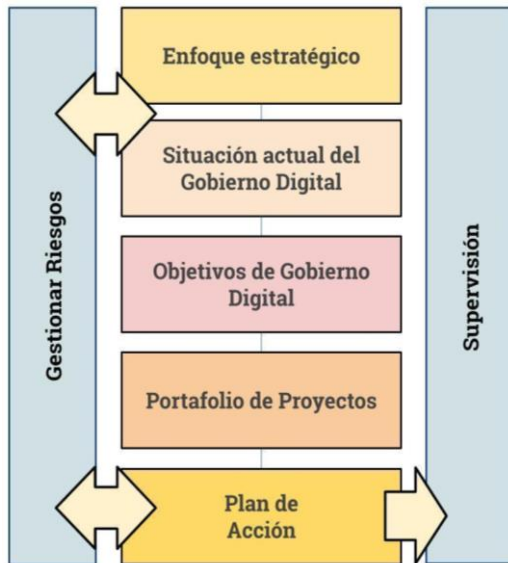 Enfoque estratégico
Situación actual del
Gobierno Digital
Objetivos de Gobierno
Digital
Portafolio de Proyectos
Plan de
Acción
Gestionar Riesgos
Supervisión